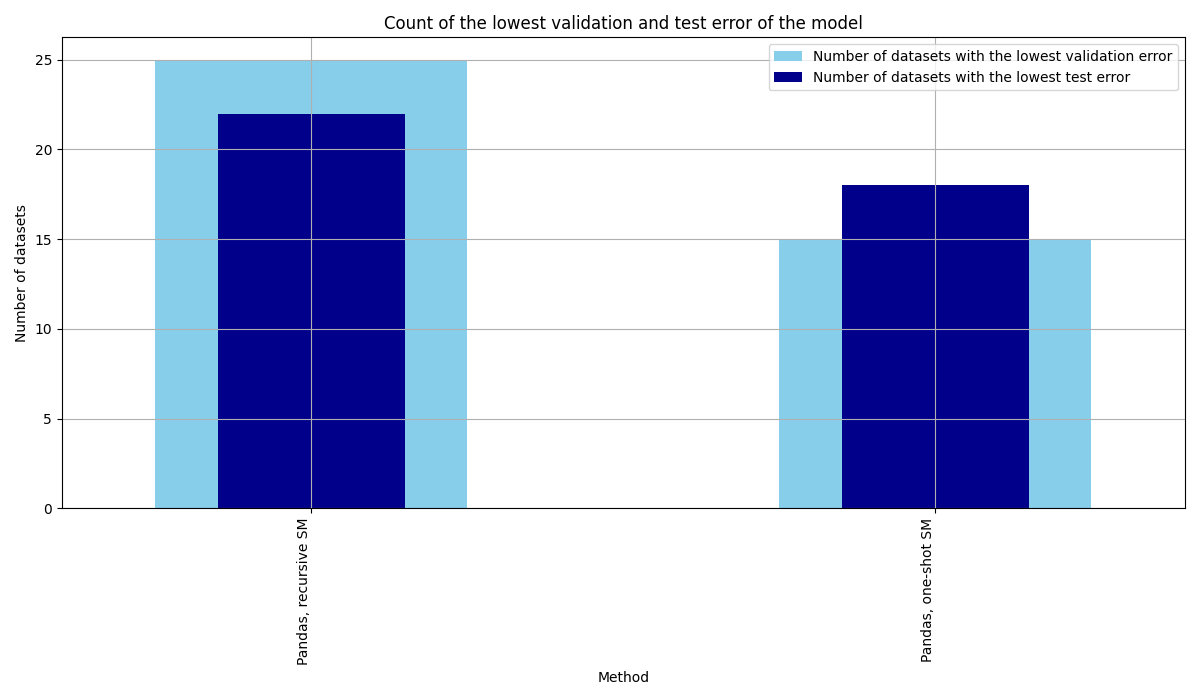 Count of the lowest validation and test error of the model
Number of datasets with the lowest validation error
Number of datasets with the lowest test error
Number of datasets
25
20
15
10
5
0
Pandas, recursive SM
Pandas, one-shot SM
Method